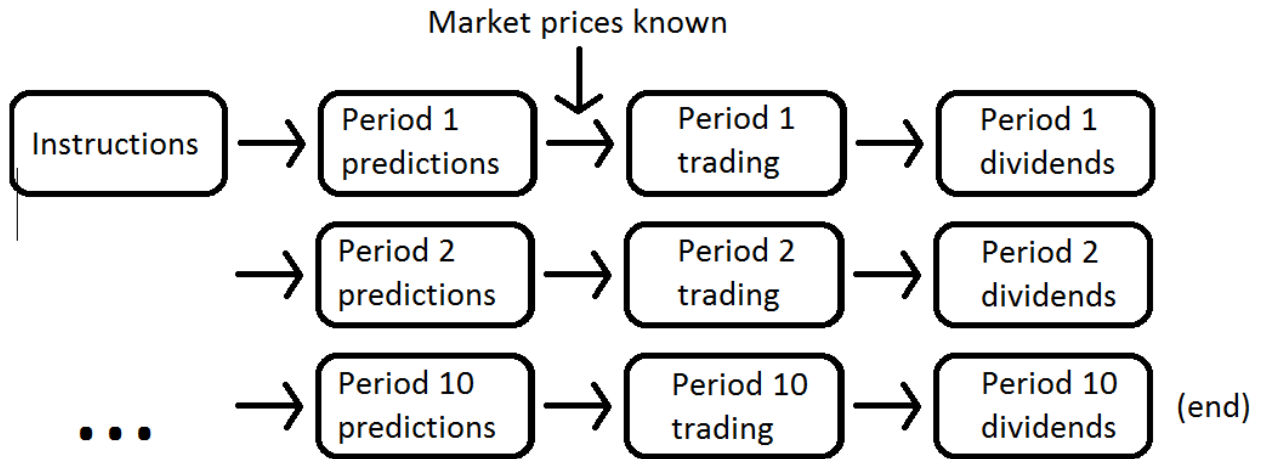 Market prices known
Instructions
Period 1
predictions
Period 1
trading
Period 1
dividends
Period 2
predictions
Period 2
trading
Period 2
dividends
...
Period 10
predictions
Period 10
trading
Period 10
dividends
(end)